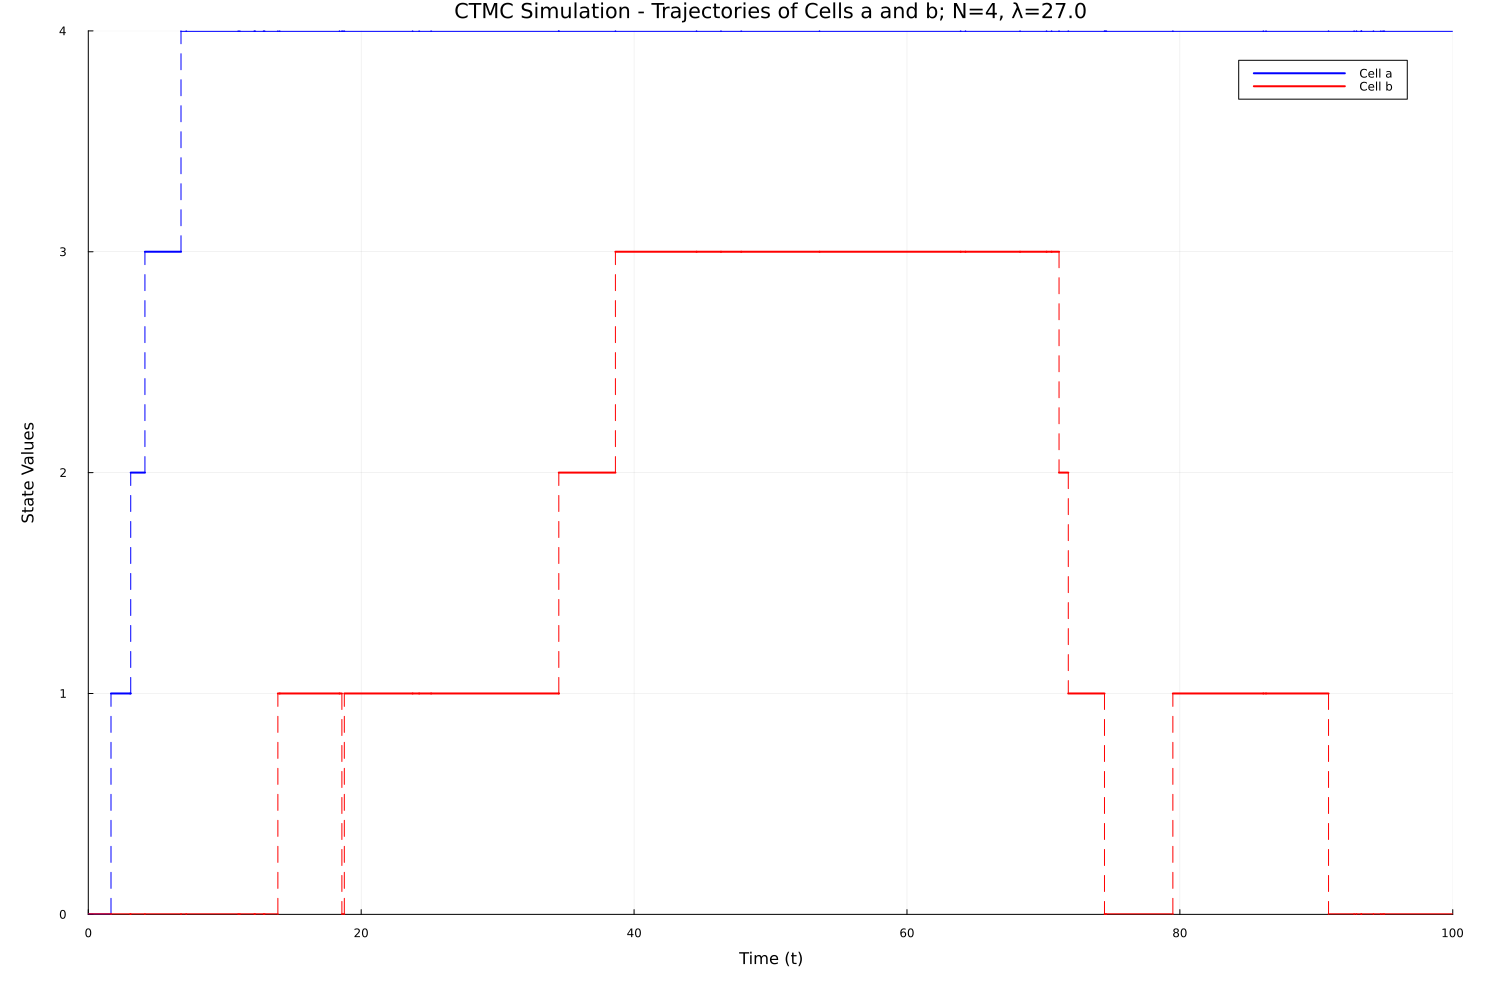 CTMC Simulation - Trajectories of Cells a and b; N=4, λ=27.0
4
Cell a
Cell b
3
State Values
2
1
0
0 20 40 60 80 100
Time (t)